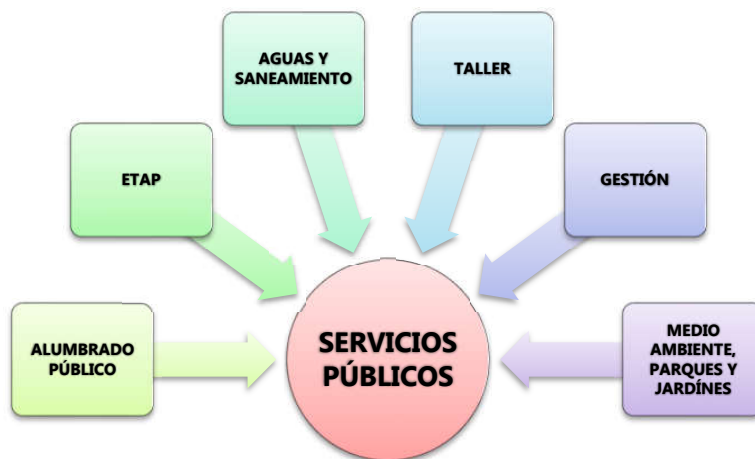 AGUAS Y
SANEAMIENTO
TALLER
ETAP
GESTIÓN
ALUMBRADO
PÚBLICO
SERVICIOS
PÚBLICOS
MEDIO
AMBIENTE,
PARQUES Y
JARDÍNES